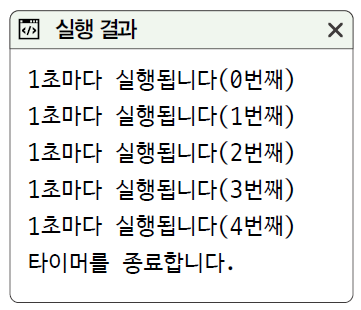 실행 결과
1초마다 실행됩니다(0번째)
1초마다 실행됩니다(1번째)
1초마다 실행됩니다(2번째)
1초마다 실행됩니다(3번째)
1초마다 실행됩니다(4번째)
타이머를 종료합니다.